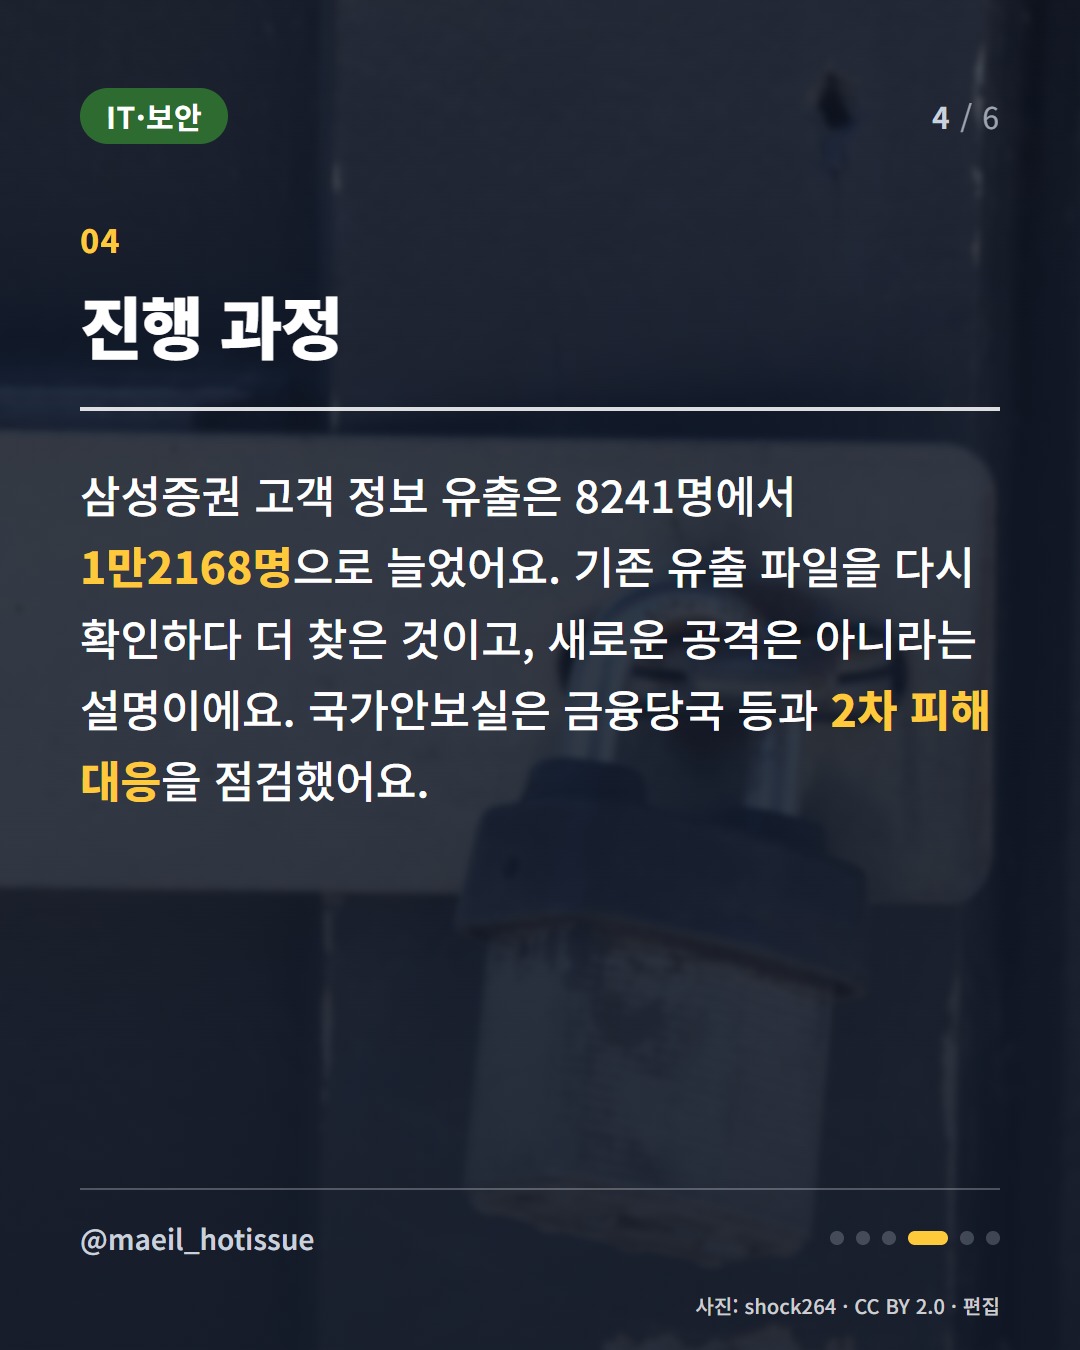 IT·보안
4 / 6
04
진행 과정
삼성증권 고객 정보 유출은 8241명에서
1만2168명으로 늘었어요. 기존 유출 파일을 다시
확인하다 더 찾은 것이고, 새로운 공격은 아니라는
설명이에요. 국가안보실은 금융당국 등과 2차 피해
대응을 점검했어요.
@maeil_hotissue
사진: shock264 · CC BY 2.0 · 편집